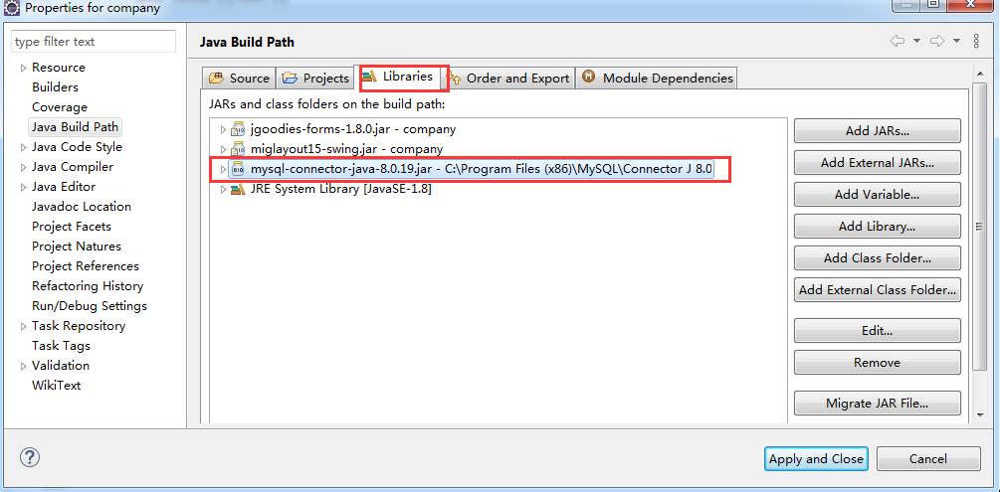 Properties for company
type filter text
Resource
Builders
Coverage
Java Build Path
Java Code Style
Java Compiler
Java Editor
Javadoc Location
Project Facets
Project Natures
Project References
Refactoring History
Run/Debug Settings
Task Repository
Task Tags
Validation
WikiText
Java Build Path
Source Projects Libraries Order and Export Module Dependencies
JARs and class folders on the build path:
jgoodies-forms-1.8.0.jar - company
miglayout15-swing.jar - company
mysql-connector-java-8.0.19.jar - C:\Program Files (x86)\MySQL\Connector J 8.0
JRE System Library [JavaSE-1.8]
Add JARs...
Add External JARs...
Add Variable...
Add Library...
Add Class Folder...
Add External Class Folder...
Edit...
Remove
Migrate JAR File...
Apply and Close
Cancel